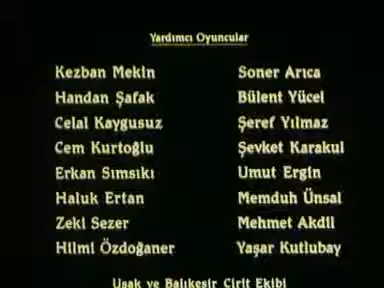 Yardımcı Oyuncular
Kezban Mekin Soner Arıca
Handan Şafak Bülent Yücel
Celal Kaygusuz Şeref Yılmaz
Cem Kurtoğlu Şevket Karakul
Erkan Sımsıkı Umut Ergin
Haluk Ertan Memduh Ünsal
Zeki Sezer Mehmet Akdil
Hilmi Özdoğaner Yaşar Kutlubay
Uşak ve Balıkesir Cirit Ekibi